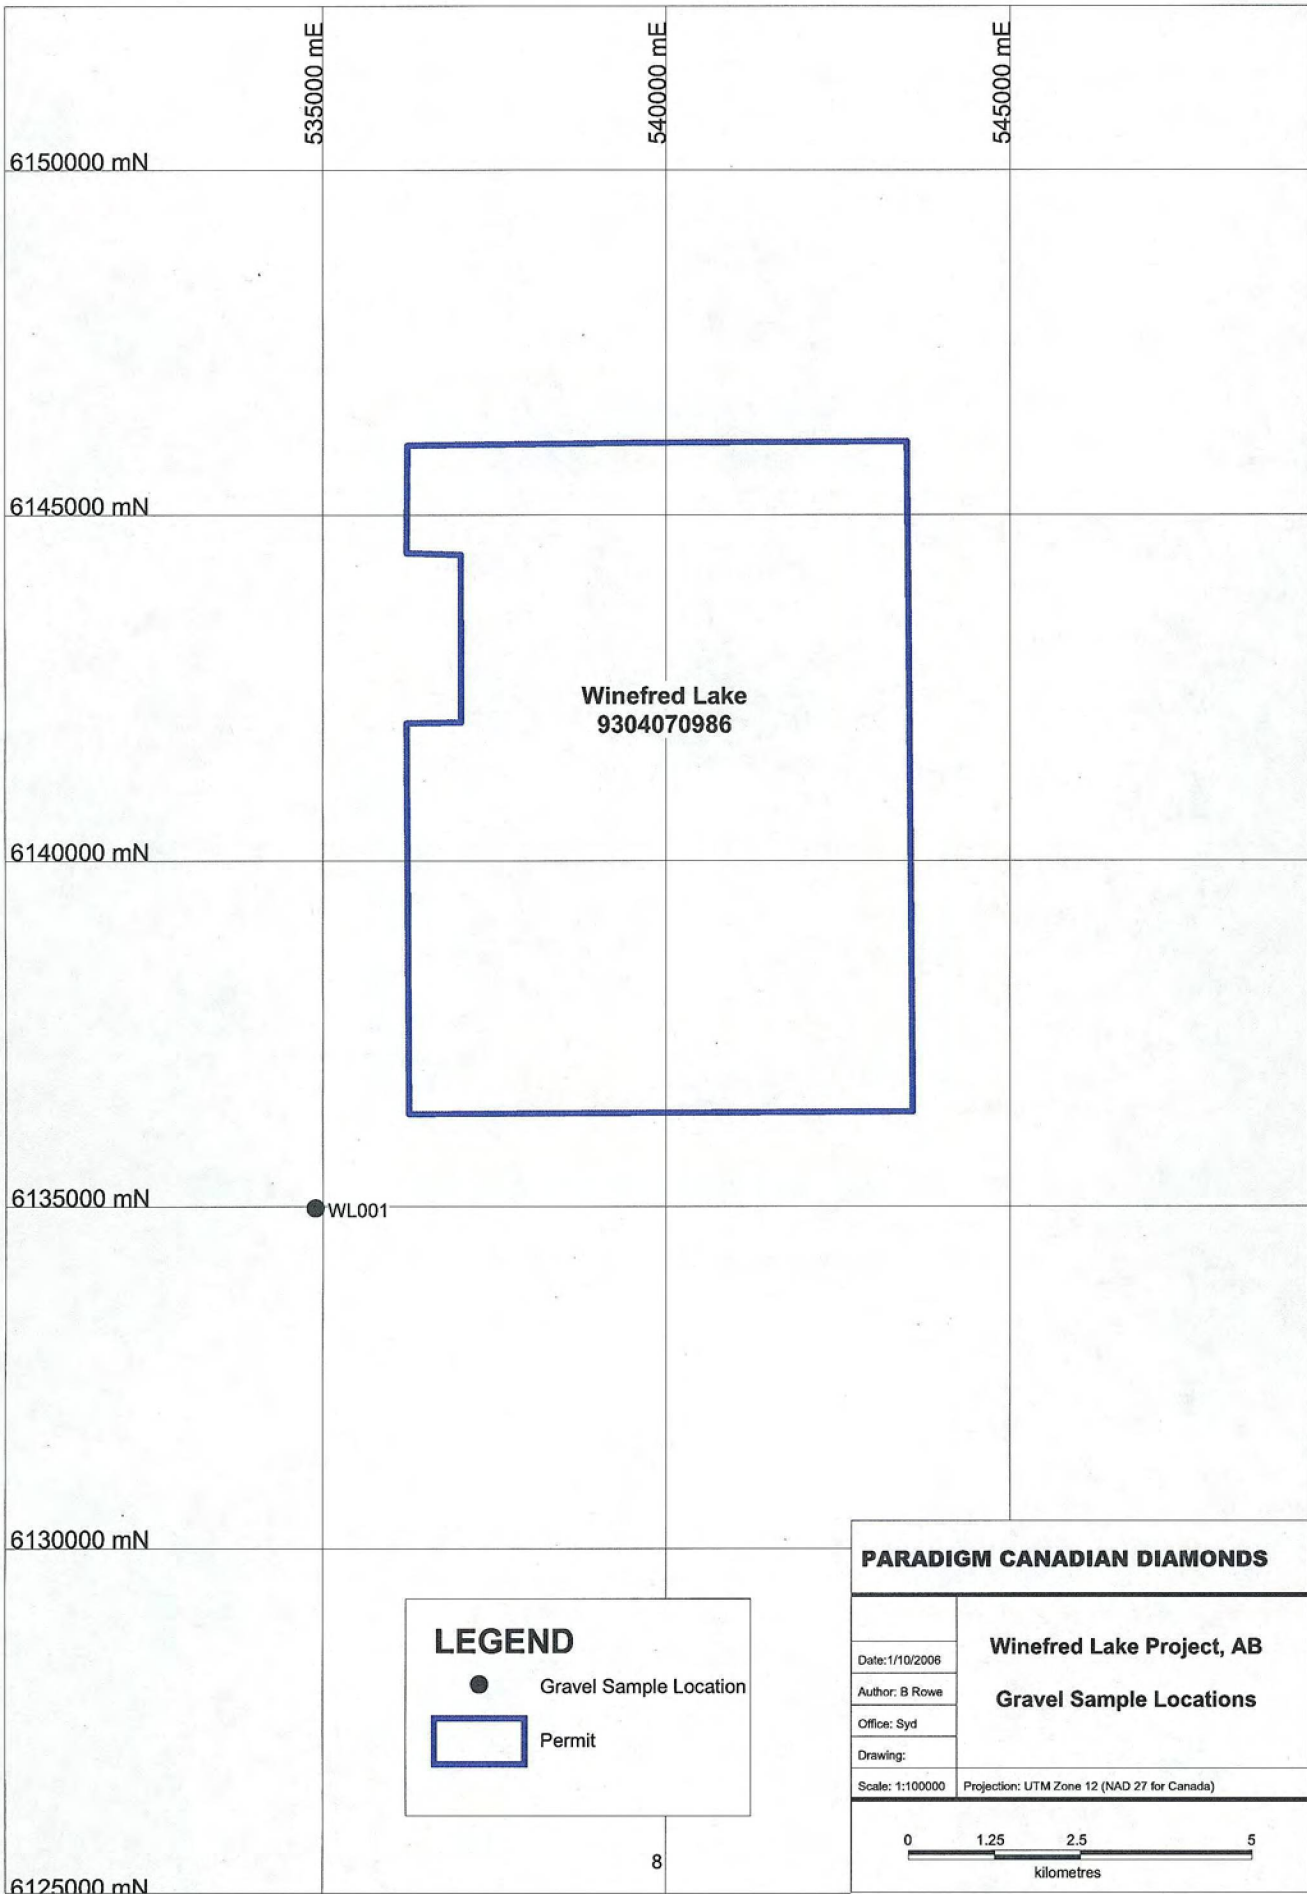 535000 mE
540000 mE
545000 mE
6150000 mN
6145000 mN
Winefred Lake
9304070986
6140000 mN
6135000 mN
WL001
6130000 mN
LEGEND
Gravel Sample Location
Permit
PARADIGM CANADIAN DIAMONDS
Winefred Lake Project, AB
Gravel Sample Locations
Date:1/10/2006
Author: B Rowe
Office: Syd
Drawing:
Scale: 1:100000
Projection: UTM Zone 12 (NAD 27 for Canada)
0 1.25 2.5 5
kilometres
8
6125000 mN